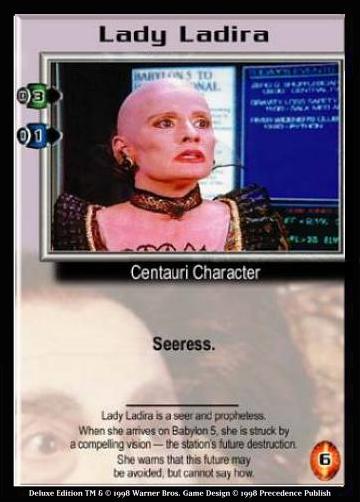 Lady Ladira
3
1
BABYLON 5 TO
Centauri Character
Seeress.
Lady Ladira is a seer and prophetess.
When she arrives on Babylon 5, she is struck by
a compelling vision — the station's future destruction.
She warns that this future may
be avoided, but cannot say how.
6
Deluxe Edition TM & © 1998 Warner Bros. Game Design © 1998 Precedence Publish